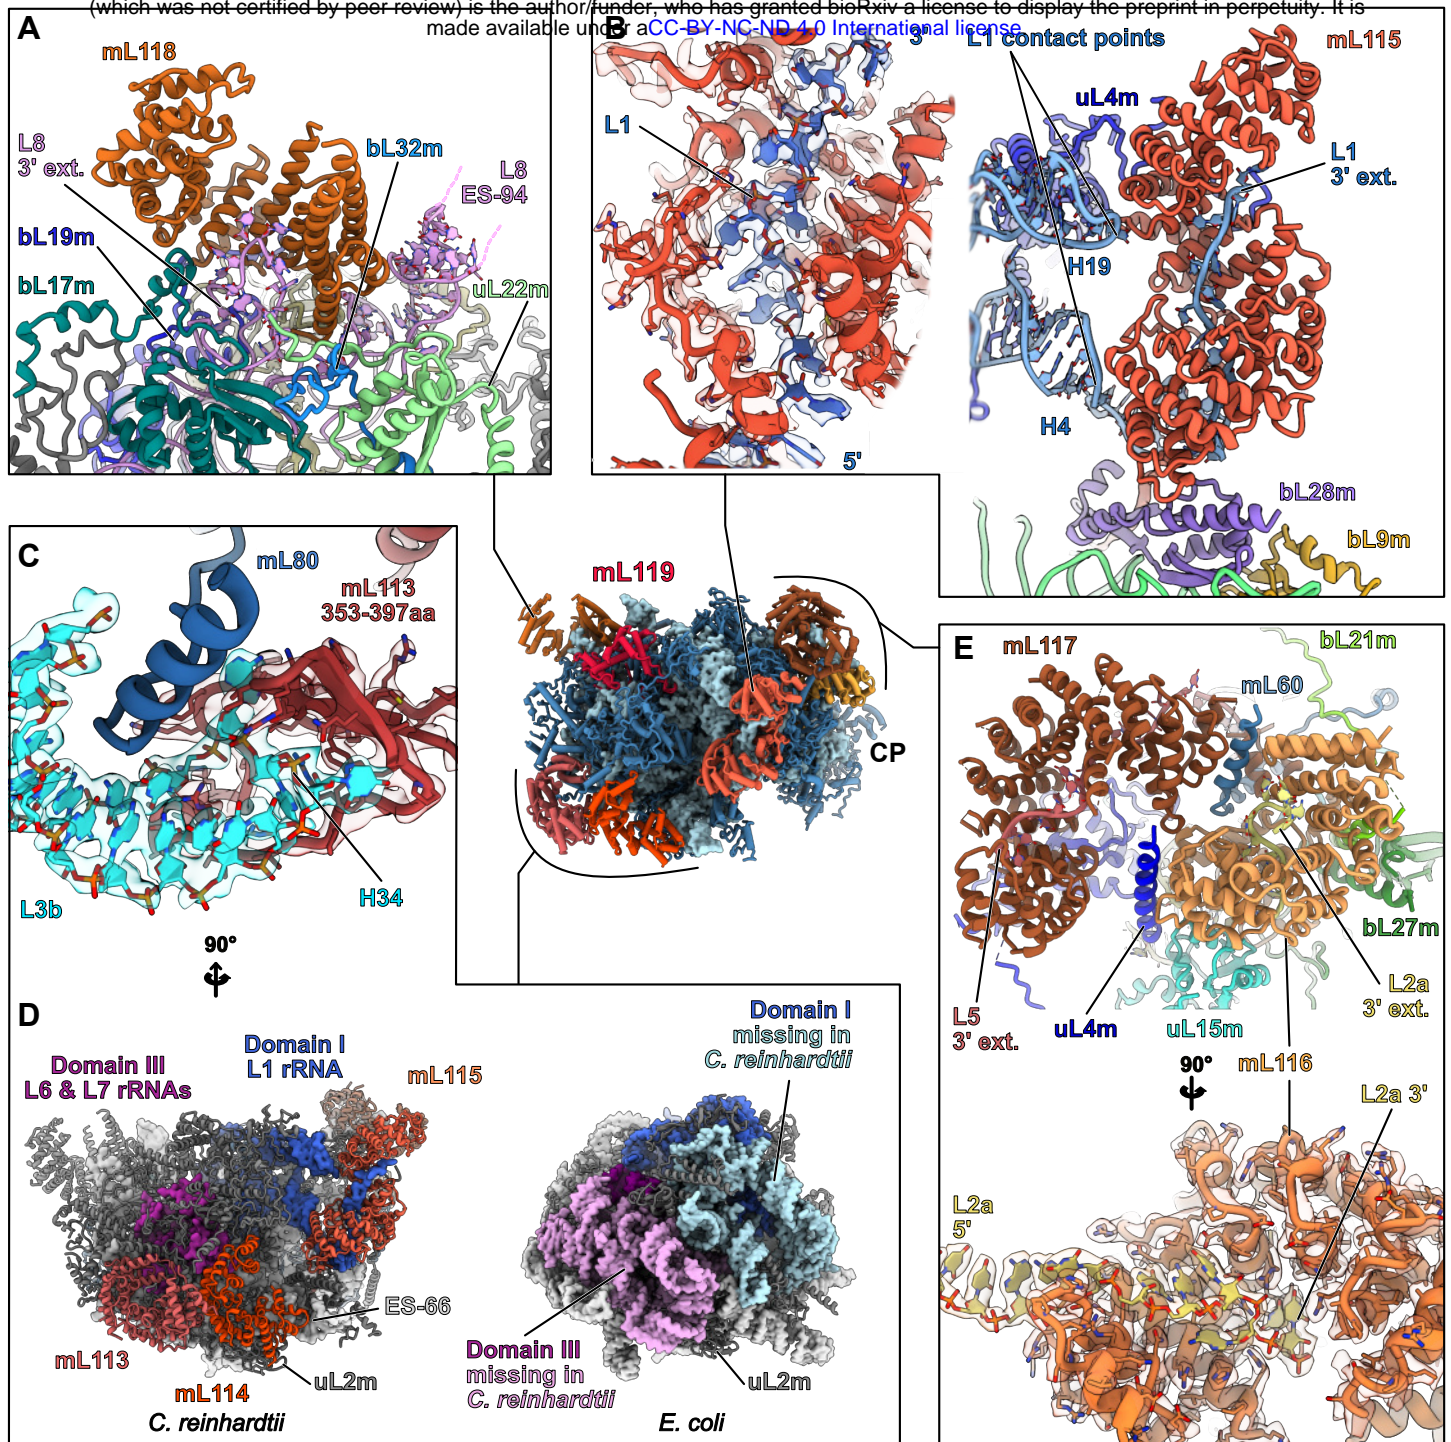 (which was not certified by peer review) is the author/funder, who has granted bioRxiv a license to display the preprint in perpetuity. It is
made available under aCC-BY-NC-ND 4.0 International license.
A
mL118
L8
3' ext.
bL32m
L8
ES-94
bL19m
bL17m
uL22m
B
3'
L1
5'
L1 contact points
mL115
uL4m
L1
3' ext.
H19
H4
bL28m
bL9m
C
mL80
mL113
353-397aa
L3b
H34
90°
mL119
CP
D
Domain III
L6 & L7 rRNAs
Domain I
L1 rRNA
mL115
ES-66
mL113
mL114
uL2m
C. reinhardtii
Domain I
missing in
C. reinhardtii
Domain III
missing in
C. reinhardtii
uL2m
E. coli
E
mL117
bL21m
mL60
bL27m
L2a
3' ext.
L5
3' ext.
uL4m
uL15m
90°
mL116
L2a 3'
L2a
5'